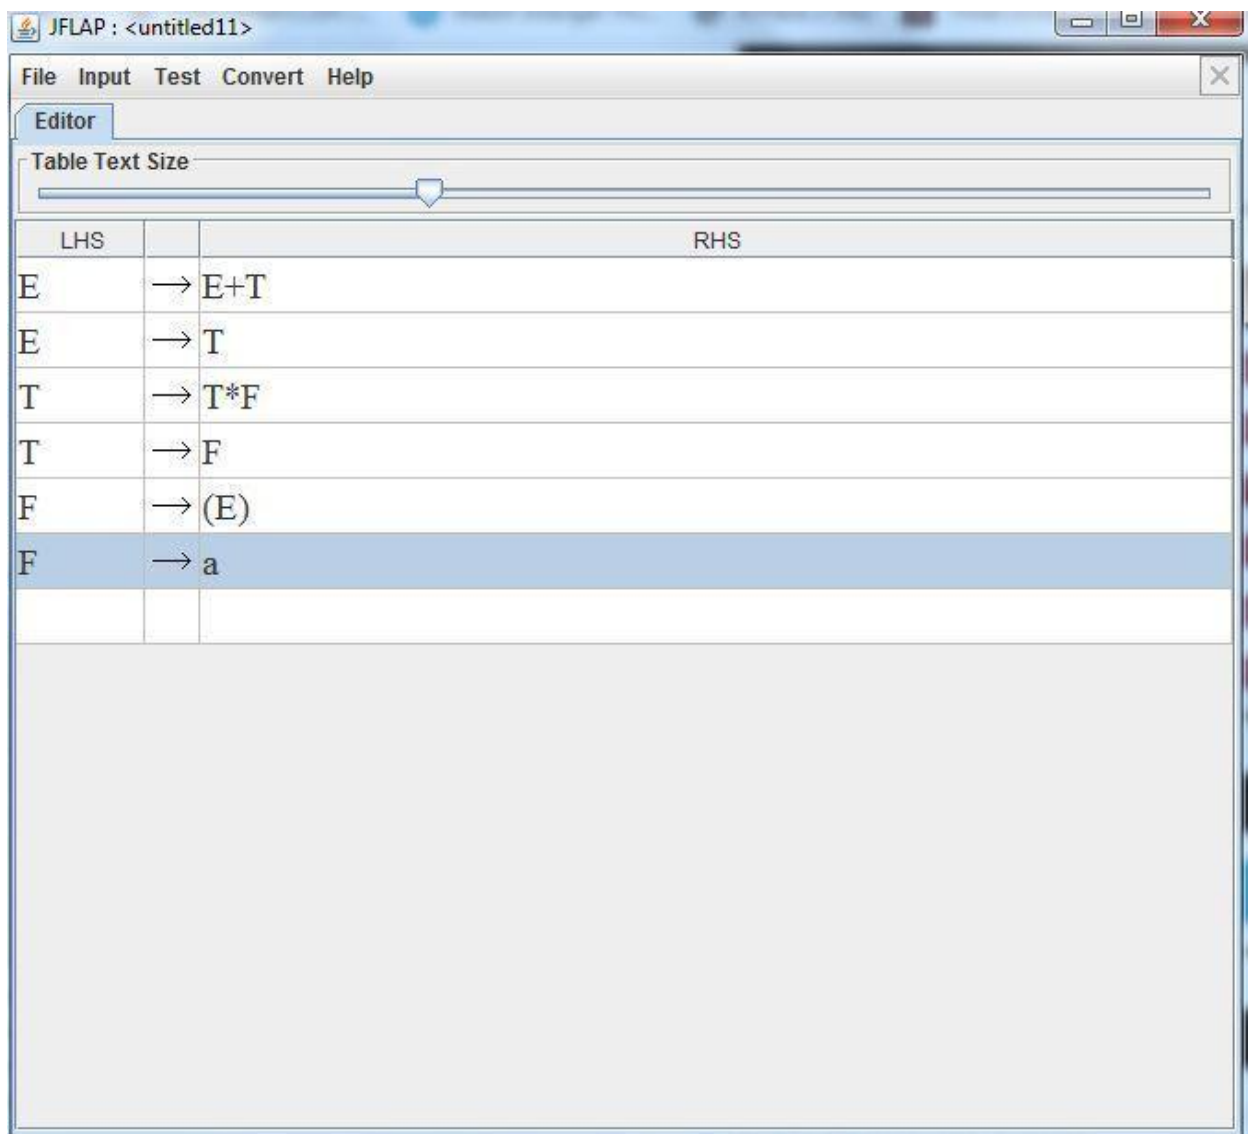 JFLAP : <untitled11>
File Input Test Convert Help
Editor
Table Text Size
LHS RHS
E → E+T
E → T
T → T*F
T → F
F → (E)
F → a